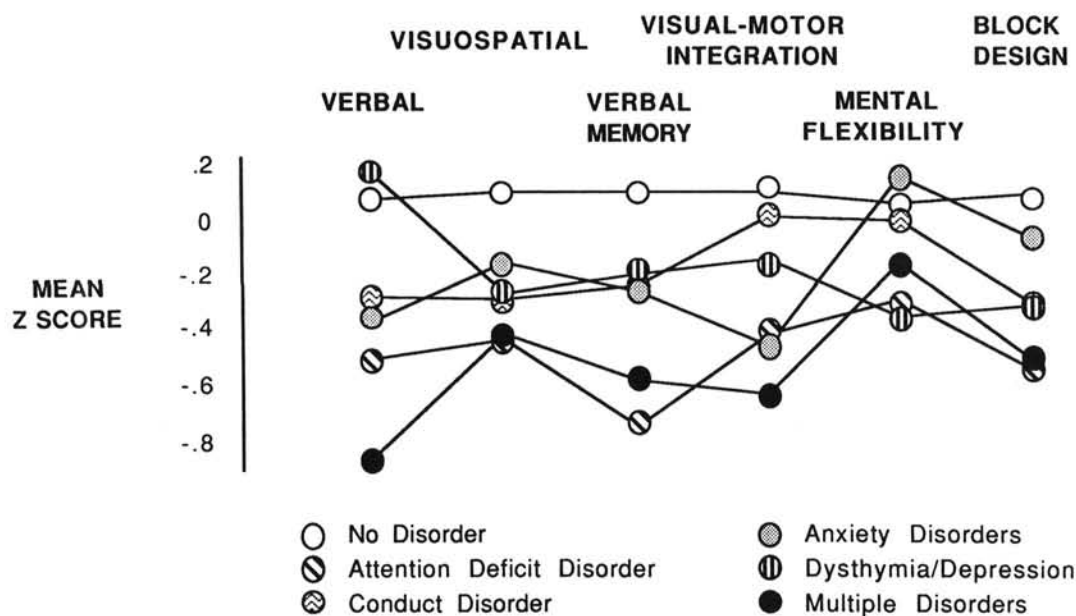 VISUOSPATIAL
VISUAL-MOTOR
INTEGRATION
BLOCK
DESIGN
VERBAL
VERBAL
MEMORY
MENTAL
FLEXIBILITY
MEAN
Z SCORE
.2
0
-.2
-.4
-.6
-.8
No Disorder
Attention Deficit Disorder
Conduct Disorder
Anxiety Disorders
Dysthymia/Depression
Multiple Disorders